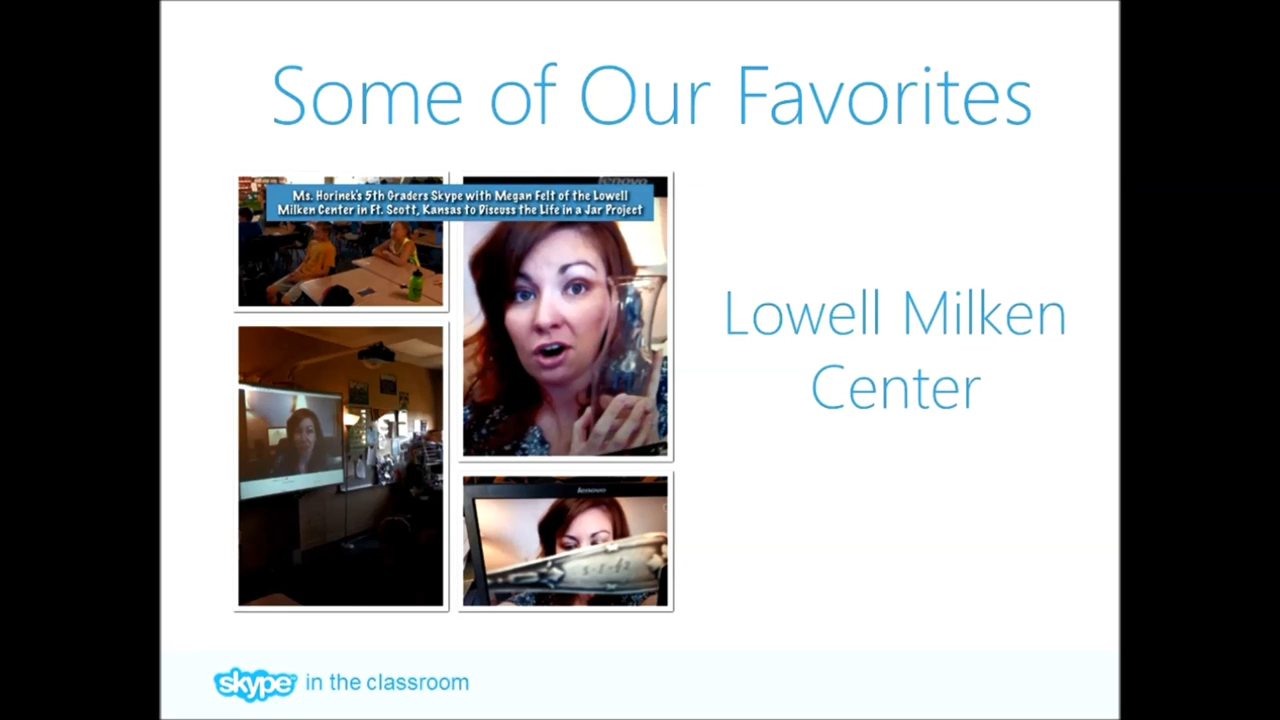 Some of Our Favorites
lenovo
Ms. Horinek's 5th Graders Skype with Megan Felt of the Lowell
Milken Center in Ft. Scott, Kansas to Discuss the Life in a Jar Project
Lowell Milken
Center
lenovo
skype in the classroom